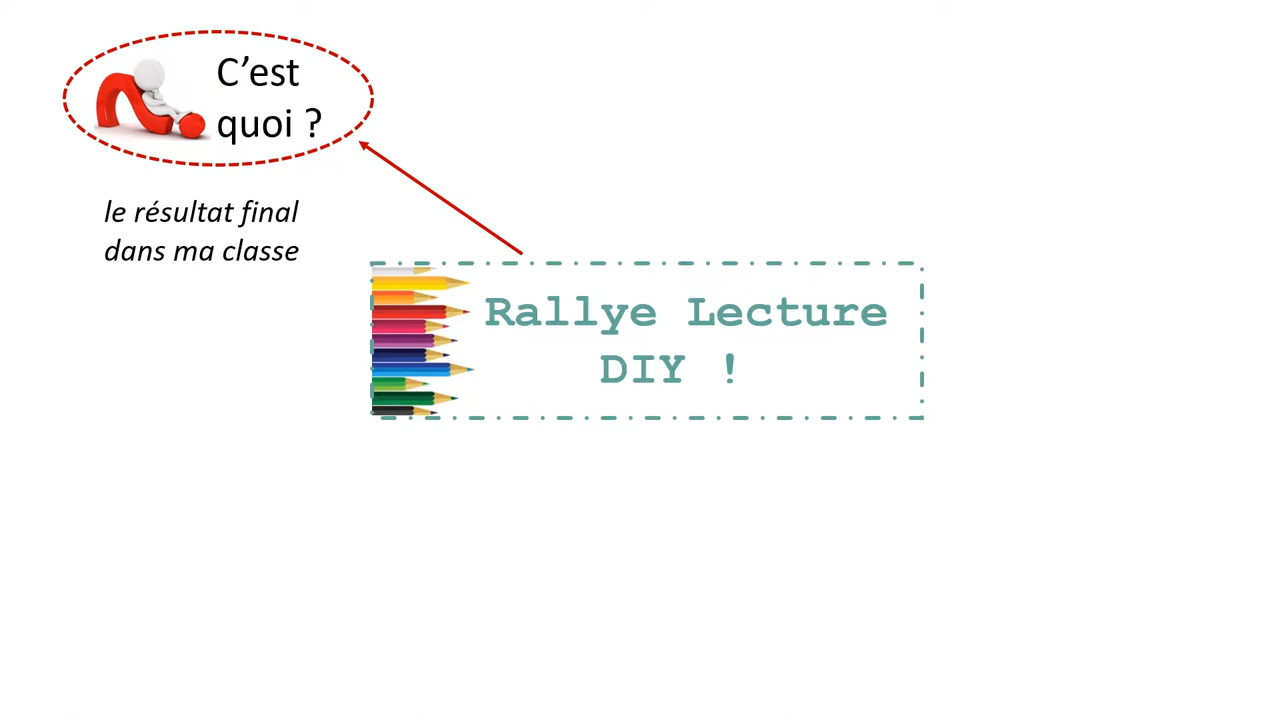 C’est
quoi ?
le résultat final
dans ma classe
Rallye Lecture
DIY !